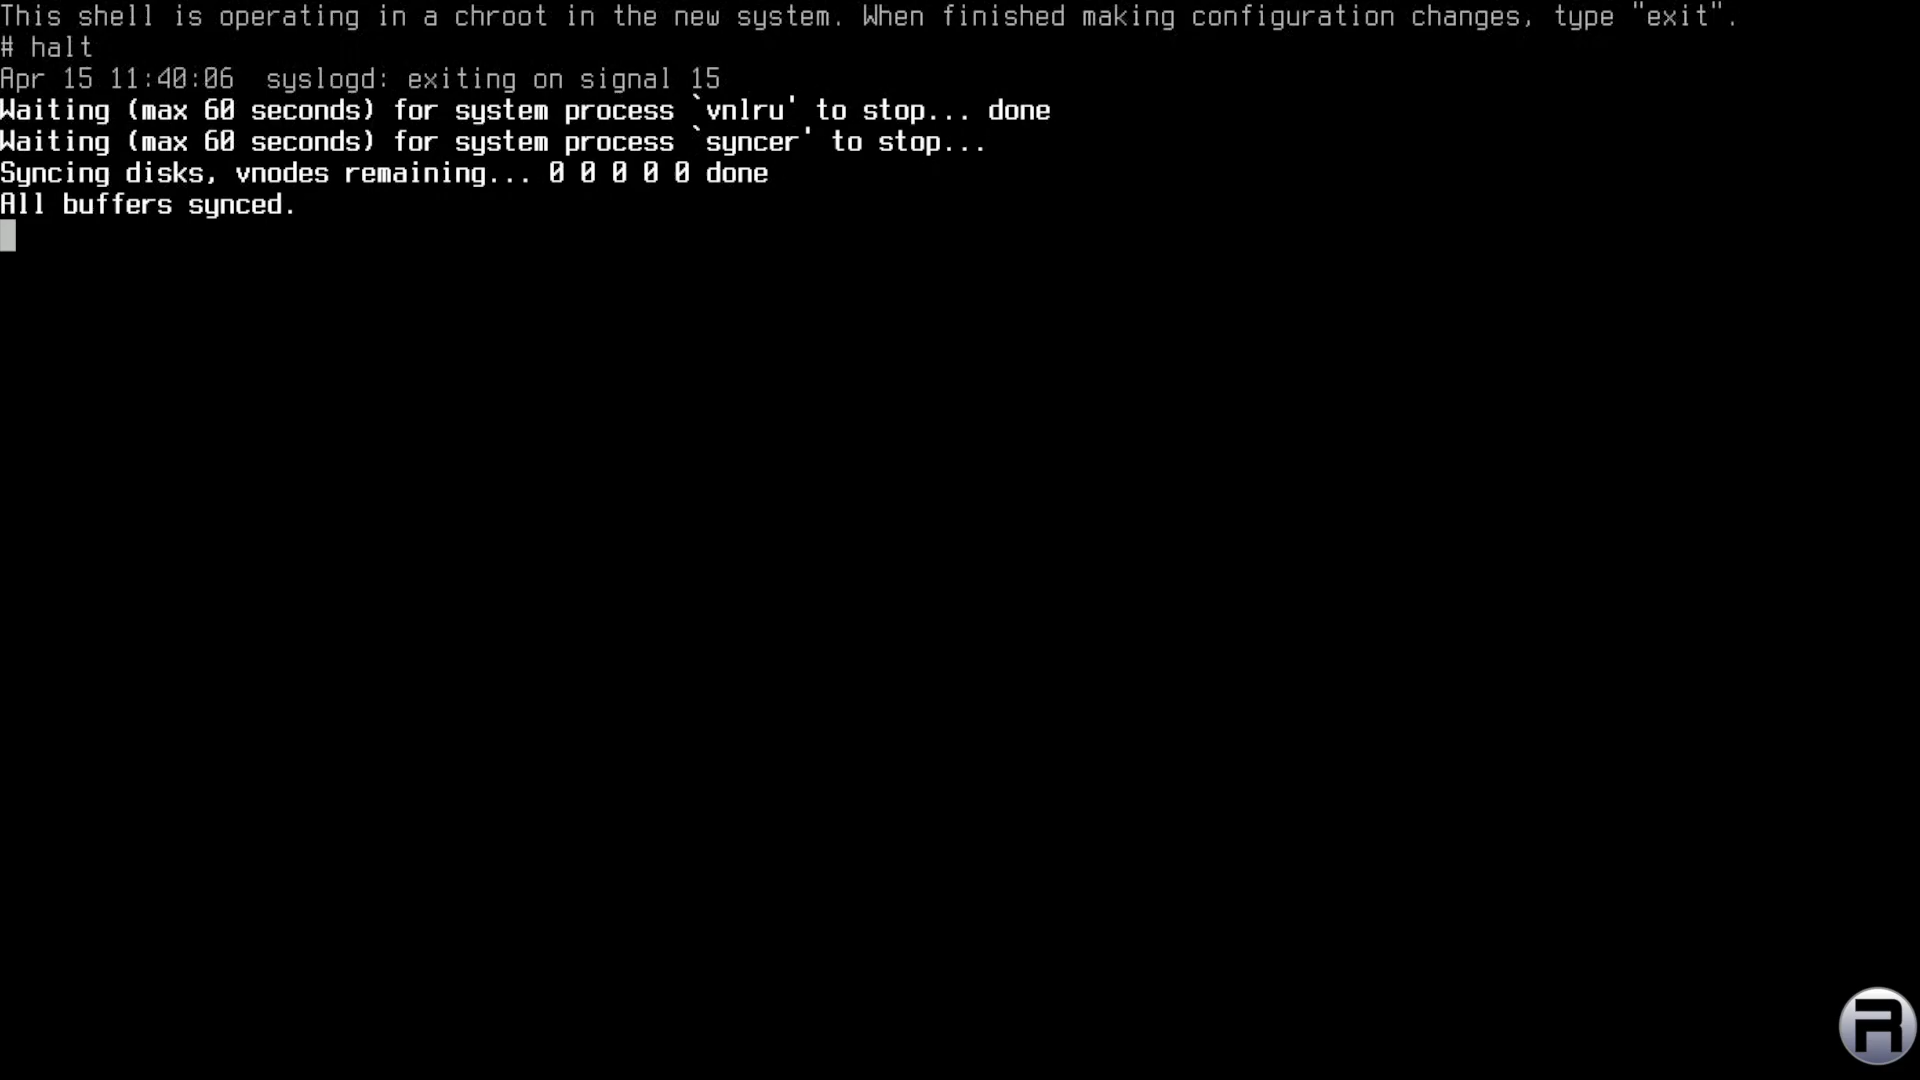 This shell is operating in a chroot in the new system. When finished making configuration changes, type "exit".
# halt
Apr 15 11:40:06  syslogd: exiting on signal 15
Waiting (max 60 seconds) for system process `vnlru' to stop... done
Waiting (max 60 seconds) for system process `syncer' to stop...
Syncing disks, vnodes remaining... 0 0 0 0 0 done
All buffers synced.
R